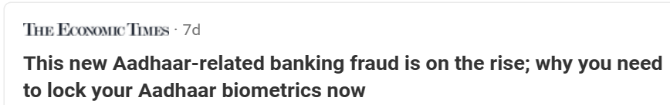 THE ECONOMIC TIMES · 7d
This new Aadhaar-related banking fraud is on the rise; why you need
to lock your Aadhaar biometrics now